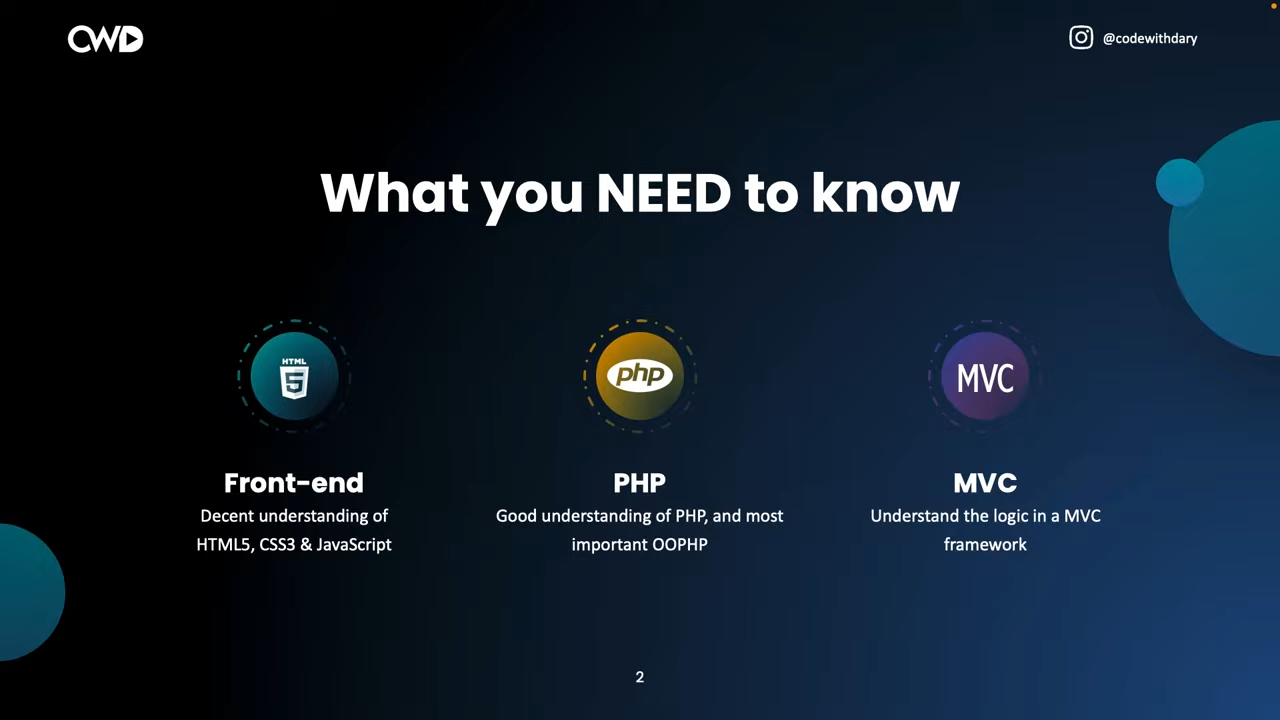 CWD
@codewithdary
What you NEED to know
HTML
5
php
MVC
Front-end
PHP
MVC
Decent understanding of
HTML5, CSS3 & JavaScript
Good understanding of PHP, and most
important OOPHP
Understand the logic in a MVC
framework
2